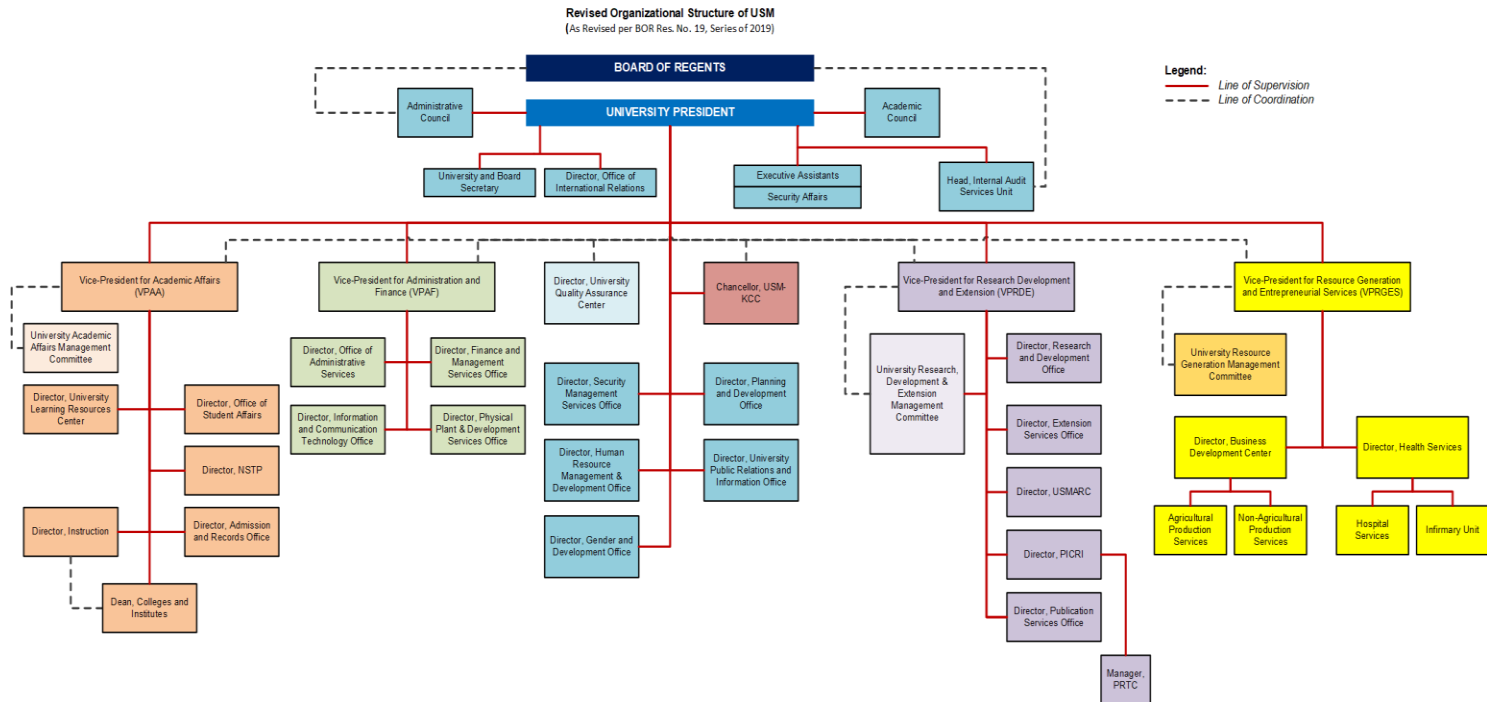 Revised Organizational Structure of USM
(As Revised per BOR Res. No. 19, Series of 2019)
BOARD OF REGENTS
Legend:
Line of Supervision
Line of Coordination
Administrative
Council
UNIVERSITY PRESIDENT
Academic
Council
University and Board
Secretary
Director, Office of
International Relations
Executive Assistants
Security Affairs
Head, Internal Audit
Services Unit
Vice-President for Academic Affairs
(VPAA)
Vice-President for Administration and
Finance (VPAF)
Director, University
Quality Assurance
Center
Chancellor, USM-
KCC
Vice-President for Research Development
and Extension (VPRDE)
Vice-President for Resource Generation
and Entrepreneurial Services (VPRGES)
University Academic
Affairs Management
Committee
Director, University
Learning Resources
Center
Director, Office of
Student Affairs
Director, NSTP
Director, Instruction
Director, Admission
and Records Office
Dean, Colleges and
Institutes
Director, Office of
Administrative
Services
Director, Finance and
Management
Services Office
Director, Information
and Communication
Technology Office
Director, Physical
Plant & Development
Services Office
Director, Security
Management
Services Office
Director, Planning
and Development
Office
Director, Human
Resource
Management &
Development Office
Director, University
Public Relations and
Information Office
Director, Gender and
Development Office
University Research,
Development &
Extension
Management
Committee
Director, Research
and Development
Office
Director, Extension
Services Office
Director, USMARC
Director, PICRI
Director, Publication
Services Office
Manager,
PRTC
University Resource
Generation Management
Committee
Director, Business
Development Center
Director, Health Services
Agricultural
Production
Services
Non-Agricultural
Production
Services
Hospital
Services
Infirmary Unit